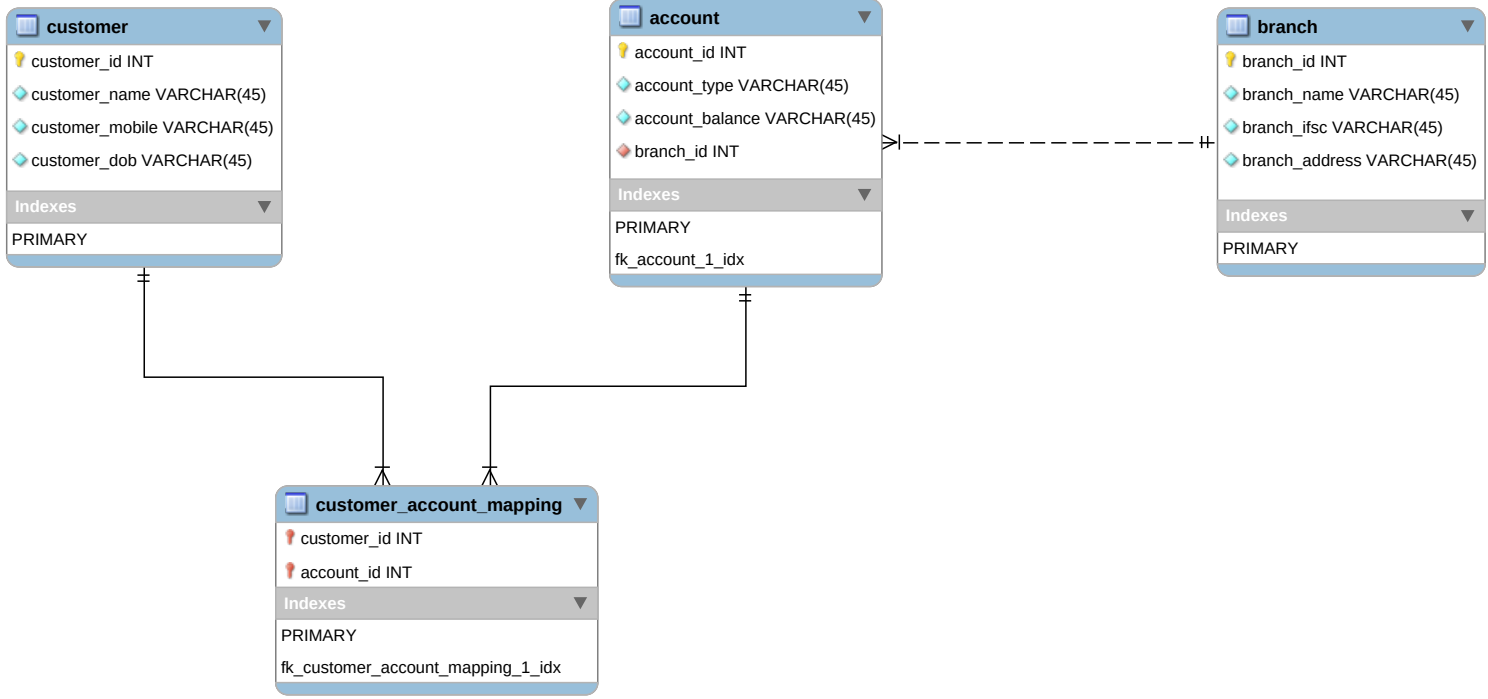 customer
customer_id INT
customer_name VARCHAR(45)
customer_mobile VARCHAR(45)
customer_dob VARCHAR(45)
Indexes
PRIMARY
account
account_id INT
account_type VARCHAR(45)
account_balance VARCHAR(45)
branch_id INT
Indexes
PRIMARY
fk_account_1_idx
branch
branch_id INT
branch_name VARCHAR(45)
branch_ifsc VARCHAR(45)
branch_address VARCHAR(45)
Indexes
PRIMARY
customer_account_mapping
customer_id INT
account_id INT
Indexes
PRIMARY
fk_customer_account_mapping_1_idx